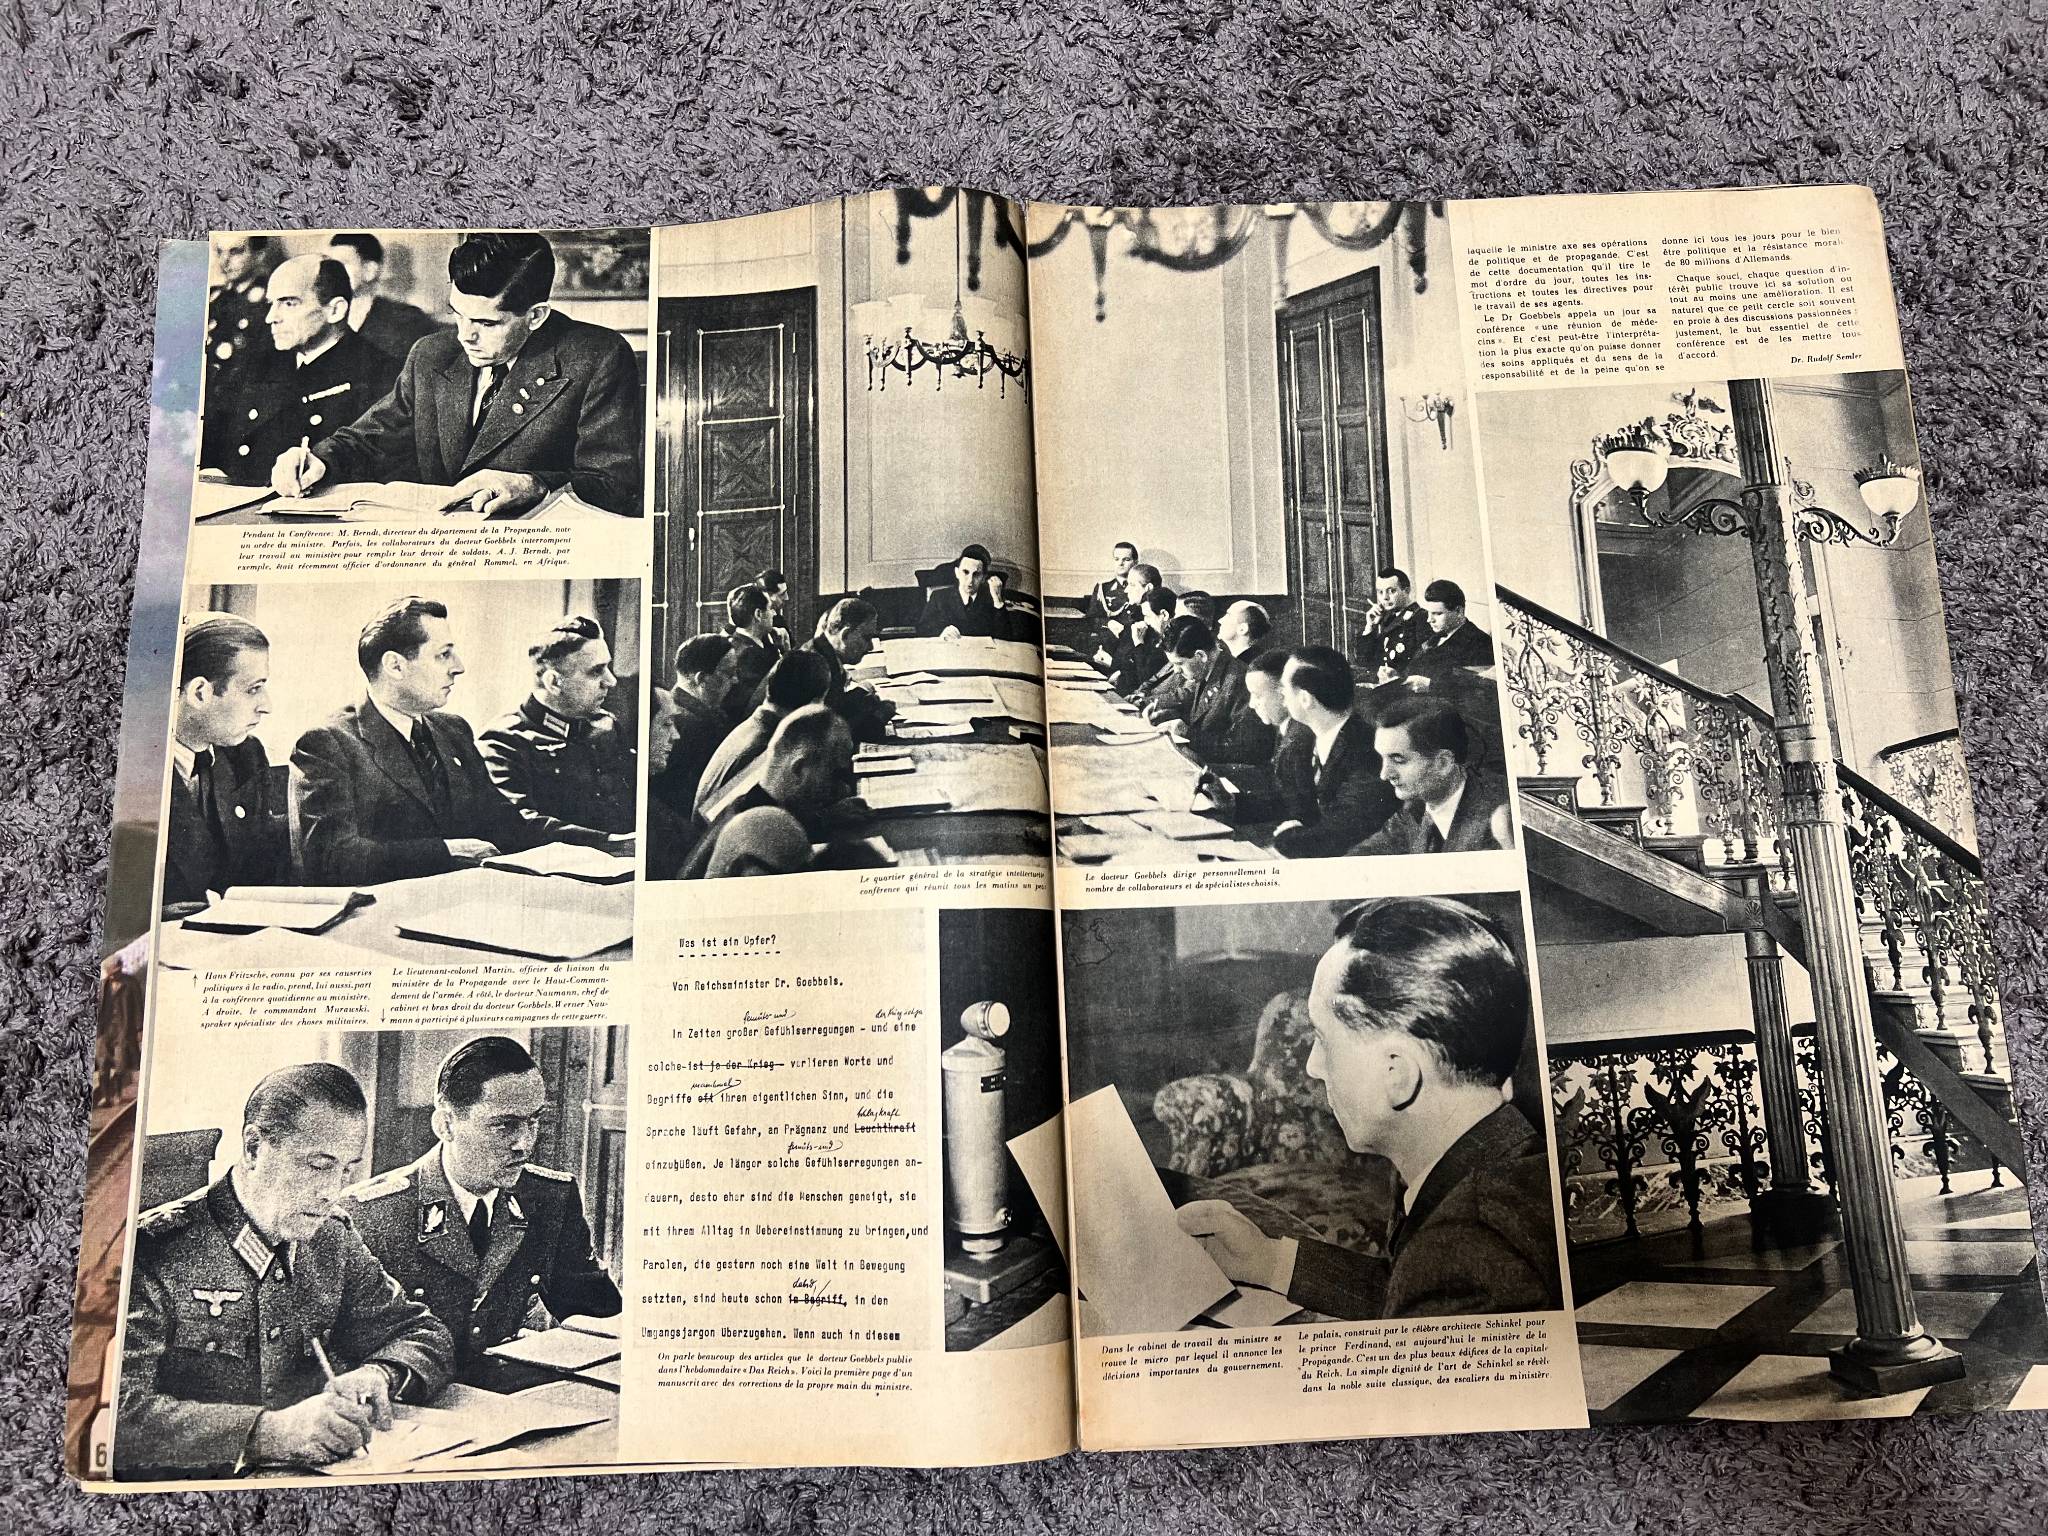 Pendant la Conférence: M. Berndt, directeur du département de la Propagande, note
un ordre du ministre. Parfois, les collaborateurs du docteur Goebbels interrompent
leur travail au ministère pour remplir leur devoir de soldats. A.-J. Berndt, par
exemple, était récemment officier d'ordonnance du général Rommel, en Afrique.
↑ Hans Fritzsche, connu par ses causeries
politiques à la radio, prend, lui aussi, part
à la conférence quotidienne au ministère.
A droite, le commandant Murawski,
speaker spécialiste des choses militaires.
Le lieutenant-colonel Martin, officier de liaison du
ministère de la Propagande avec le Haut-Comman-
dement de l'armée. A côté, le docteur Naumann, chef de
cabinet et bras droit du docteur Goebbels. Werner Nau-
↓ mann a participé à plusieurs campagnes de cette guerre.
6
Le quartier général de la stratégie intellectuelle
conférence qui réunit tous les matins un peu
Le docteur Goebbels dirige personnellement la
nombre de collaborateurs et de spécialistes choisis.
Was ist ein Opfer?
Von Reichsminister Dr. Goebbels.
gemüts- und
In Zeiten großer Gefühlserregungen - und eine
solche ist ja der Krieg - verlieren Worte und
manchmal
Begriffe oft ihren eigentlichen Sinn, und die
Schlagkraft
Sprache läuft Gefahr, an Prägnanz und Leuchtkraft
gemüts- und
einzubüßen. Je länger solche Gefühlserregungen an-
dauern, desto eher sind die Menschen geneigt, sie
mit ihrem Alltag in Uebereinstimmung zu bringen, und
Parolen, die gestern noch eine Welt in Bewegung
dabei,
setzten, sind heute schon im Begriff, in den
Umgangsjargon überzugehen. Wenn auch in diesem
On parle beaucoup des articles que le docteur Goebbels publie
dans l'hebdomadaire «Das Reich». Voici la première page d'un
manuscrit avec des corrections de la propre main du ministre.
Dans le cabinet de travail du ministre se
trouve le micro par lequel il annonce les
décisions importantes du gouvernement.
Le palais, construit par le célèbre architecte Schinkel pour
le prince Ferdinand, est aujourd'hui le ministère de la
Propagande. C'est un des plus beaux édifices de la capitale
du Reich. La simple dignité de l'art de Schinkel se révèle
dans la noble suite classique, des escaliers du ministère.
laquelle le ministre axe ses opérations
de politique et de propagande. C'est
de cette documentation qu'il tire le
mot d'ordre du jour, toutes les ins-
tructions et toutes les directives pour
le travail de ses agents.
Le Dr Goebbels appela un jour sa
conférence «une réunion de méde-
cins». Et c'est peut-être l'interpréta-
tion la plus exacte qu'on puisse donner
des soins appliqués et du sens de la
responsabilité et de la peine qu'on se
donne ici tous les jours pour le bien
être politique et la résistance morale
de 80 millions d'Allemands.
Chaque souci, chaque question d'in-
térêt public trouve ici sa solution ou
tout au moins une amélioration. Il est
naturel que ce petit cercle soit souvent
en proie à des discussions passionnées:
justement, le but essentiel de cette
conférence est de les mettre tous
d'accord.
Dr. Rudolf Semler